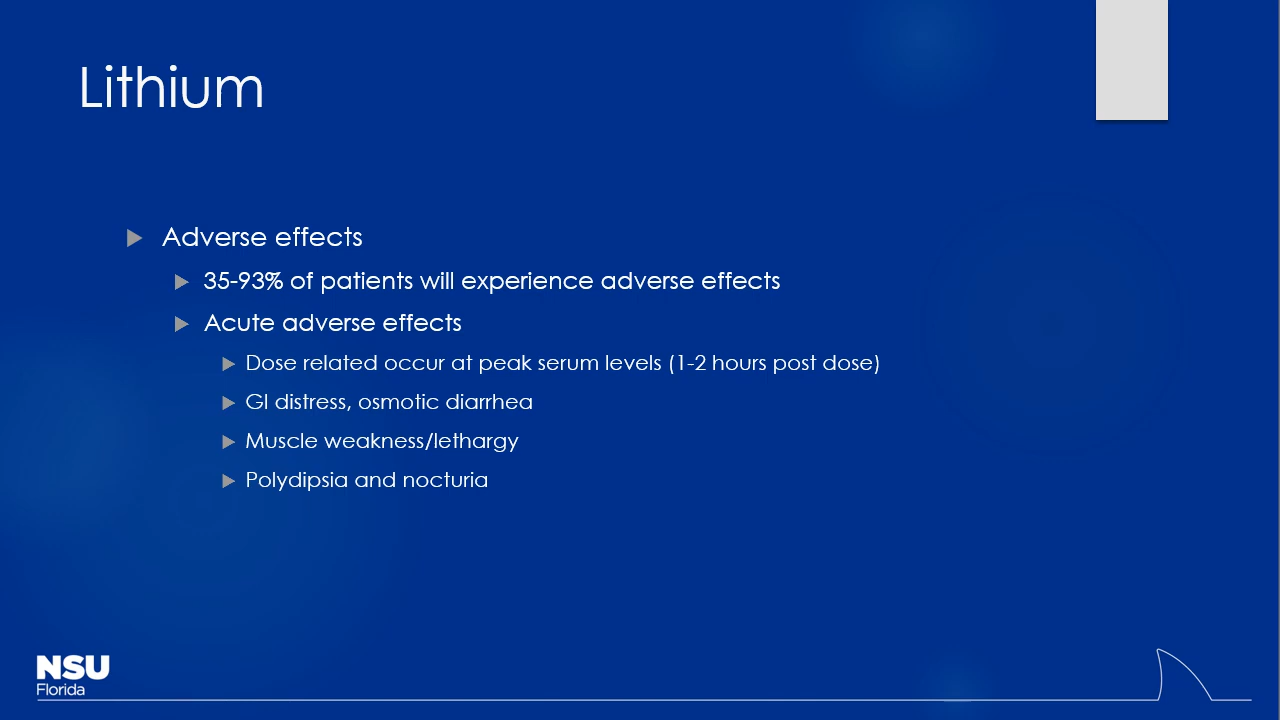 Lithium
Adverse effects
35-93% of patients will experience adverse effects
Acute adverse effects
Dose related occur at peak serum levels (1-2 hours post dose)
GI distress, osmotic diarrhea
Muscle weakness/lethargy
Polydipsia and nocturia
NSU
Florida